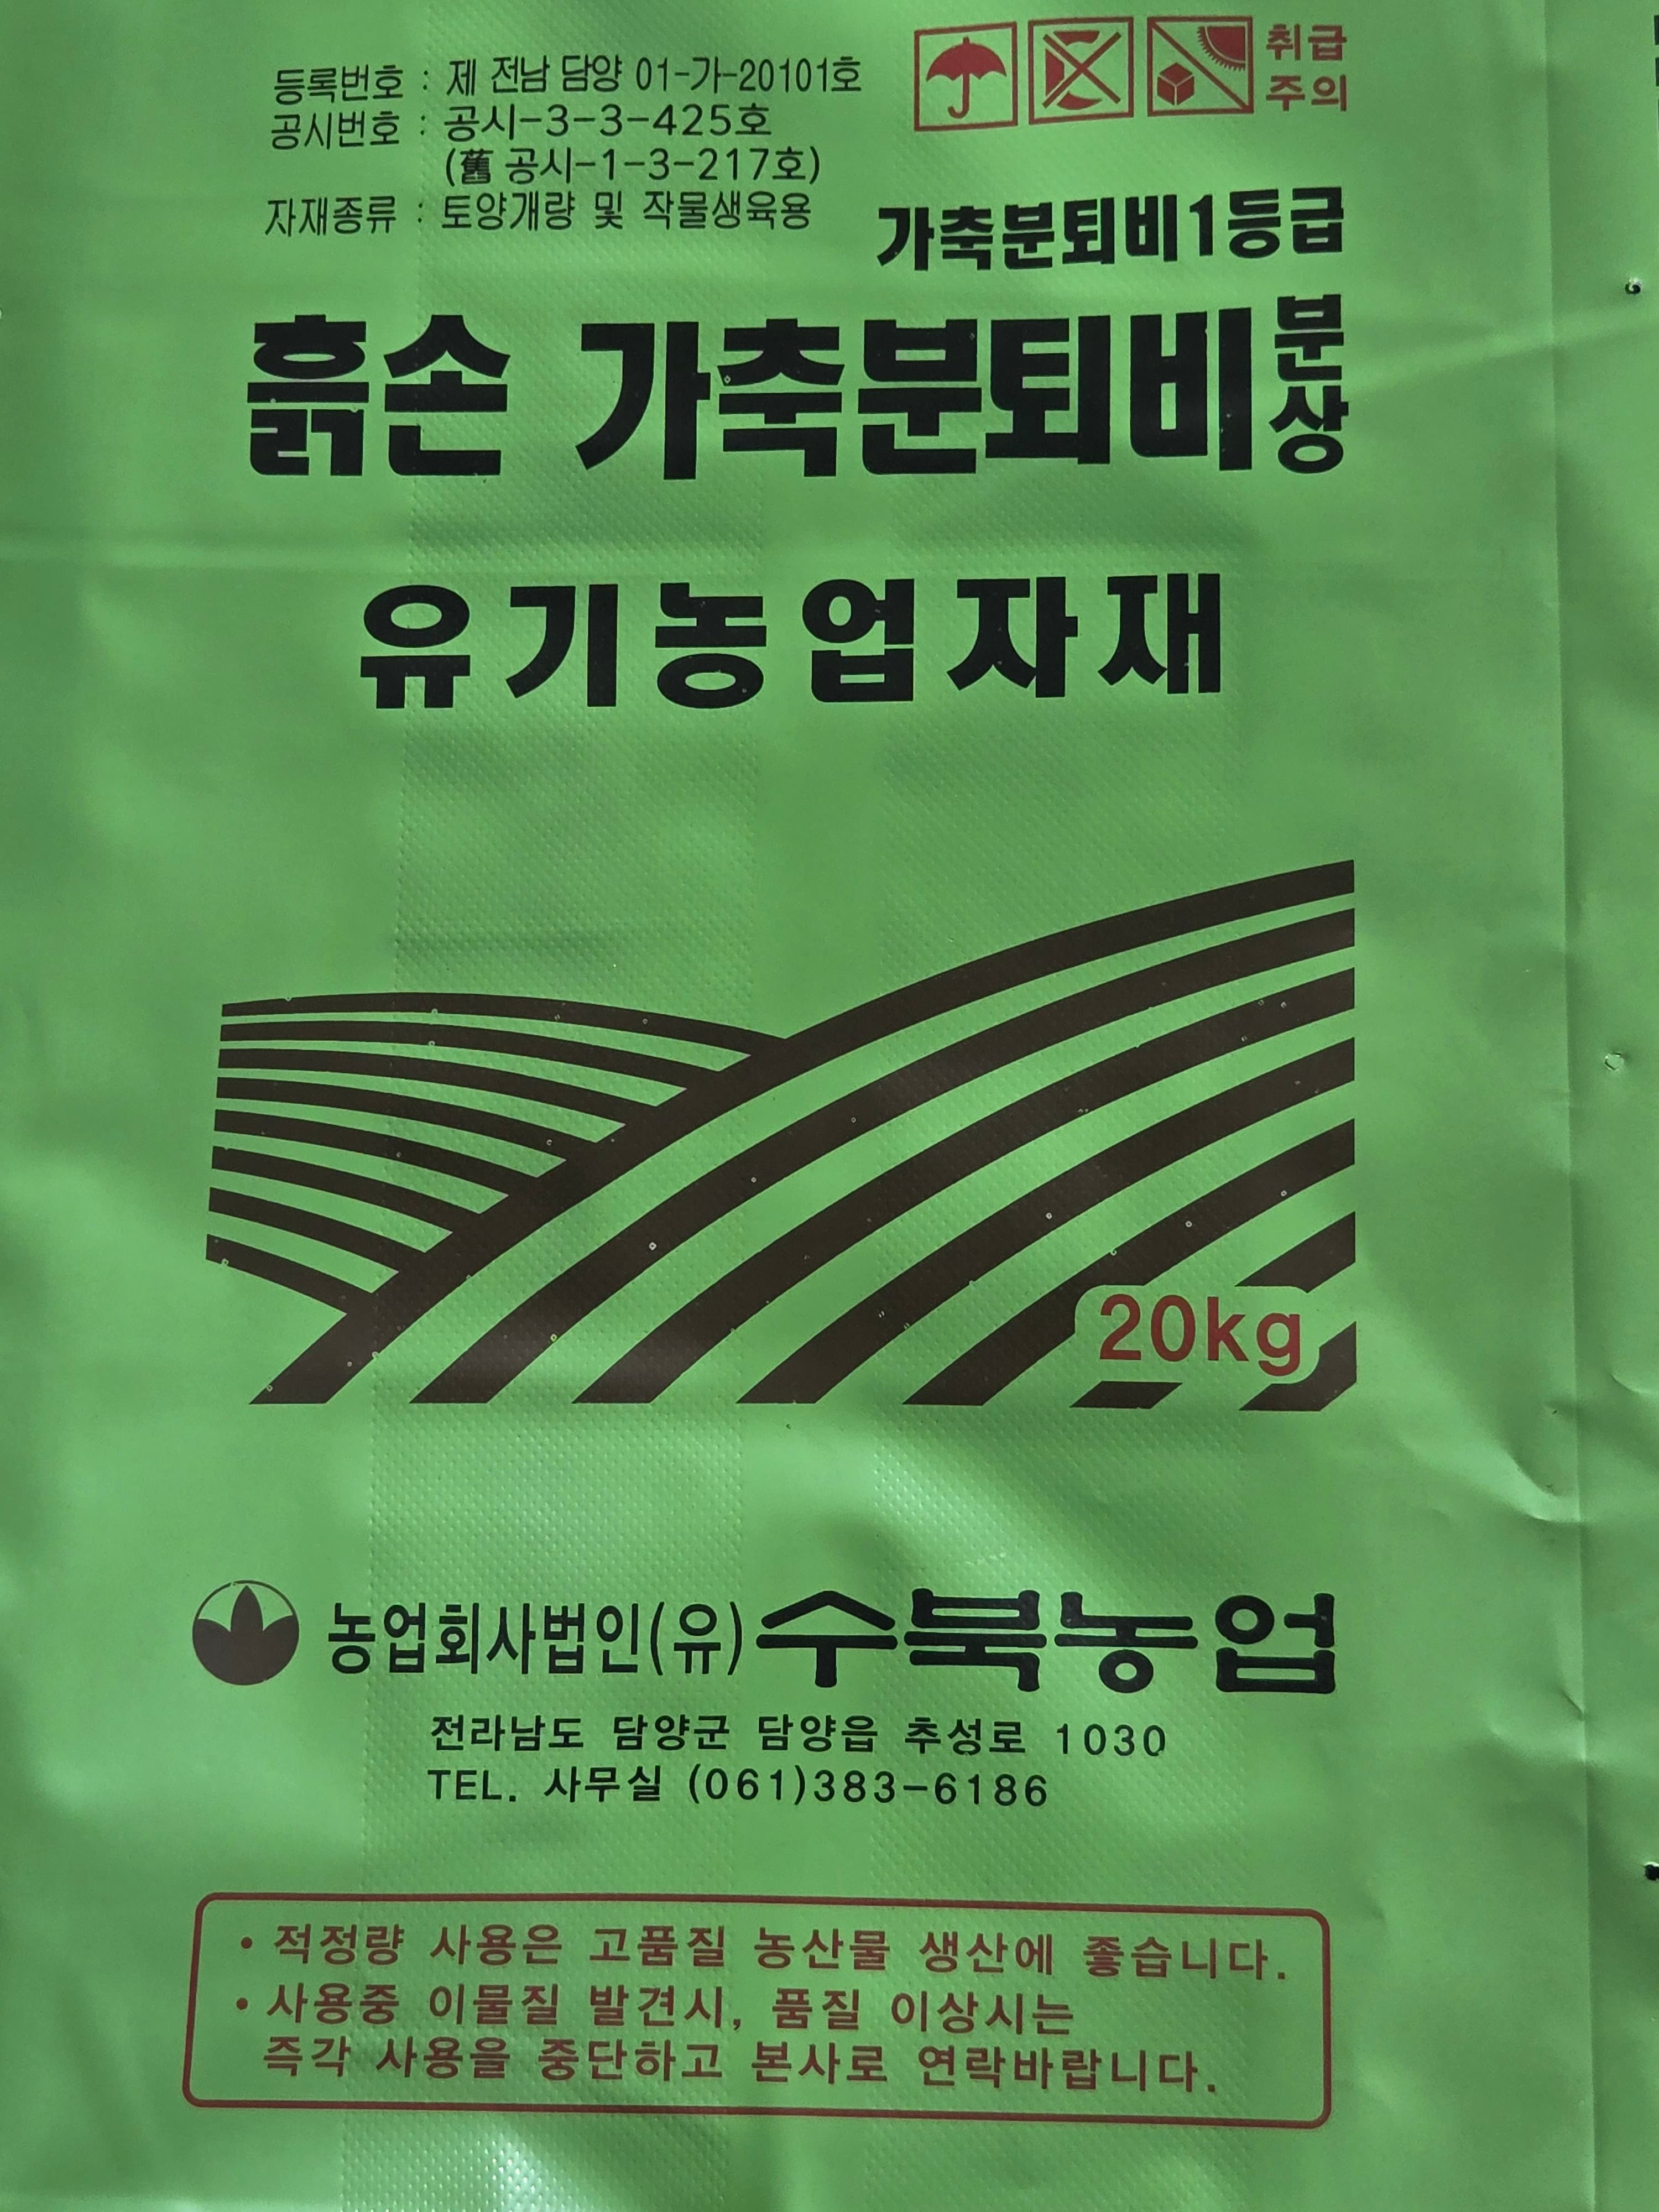 등록번호 : 제 전남 담양 01-가-20101호
공시번호 : 공시-3-3-425호
(舊 공시-1-3-217호)
자재종류 : 토양개량 및 작물생육용
취급
주의
가축분퇴비1등급
흙손 가축분퇴비 분상
유기농업자재
20kg
농업회사법인(유)수북농업
전라남도 담양군 담양읍 추성로 1030
TEL. 사무실 (061)383-6186
• 적정량 사용은 고품질 농산물 생산에 좋습니다.
• 사용중 이물질 발견시, 품질 이상시는
즉각 사용을 중단하고 본사로 연락바랍니다.